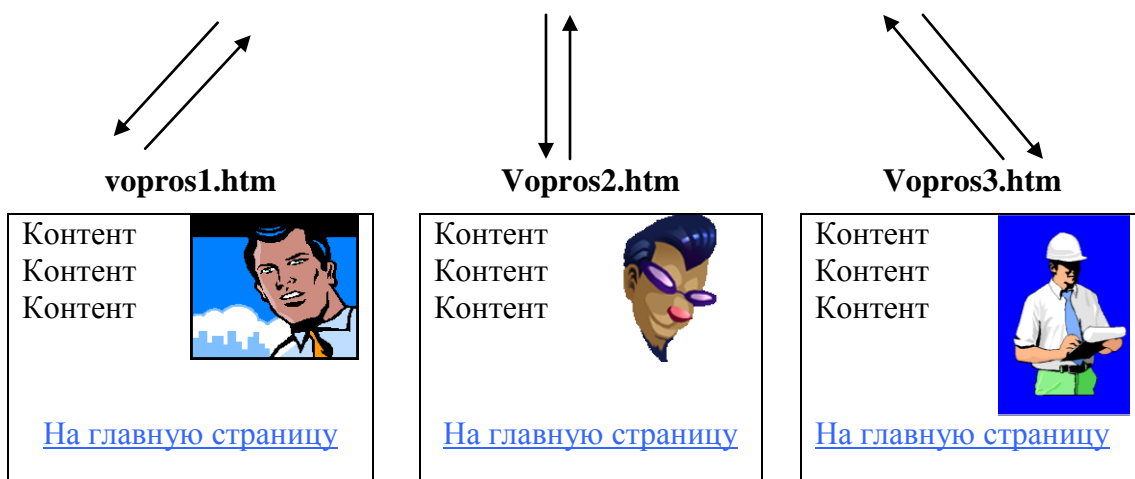 vopros1.htm
Vopros2.htm
Vopros3.htm
Контент
Контент
Контент
На главную страницу
Контент
Контент
Контент
На главную страницу
Контент
Контент
Контент
На главную страницу